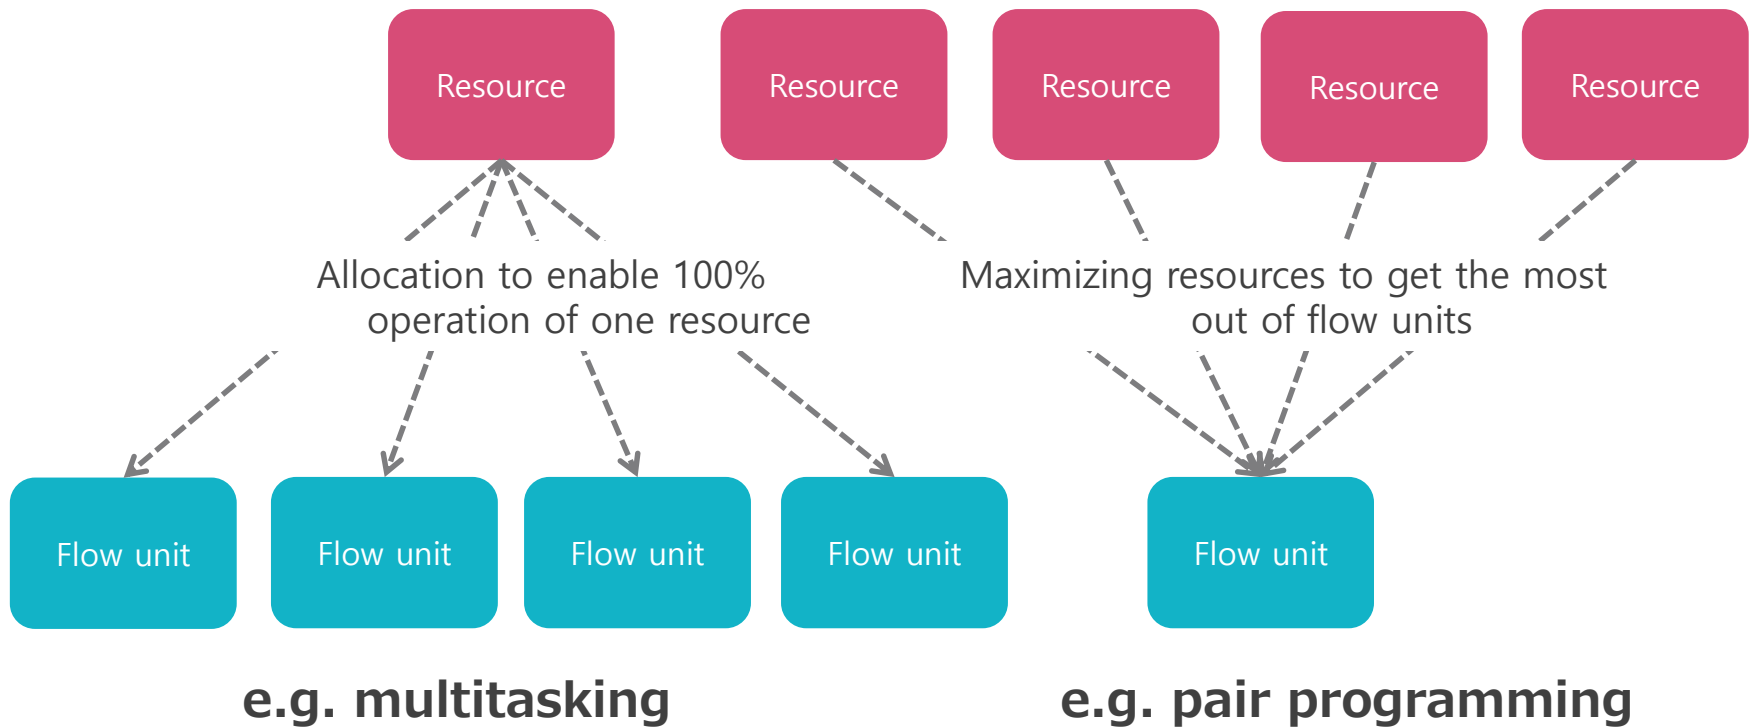 Resource
Resource
Resource
Resource
Resource
Allocation to enable 100%
operation of one resource
Maximizing resources to get the most
out of flow units
Flow unit
Flow unit
Flow unit
Flow unit
Flow unit
e.g. multitasking
e.g. pair programming